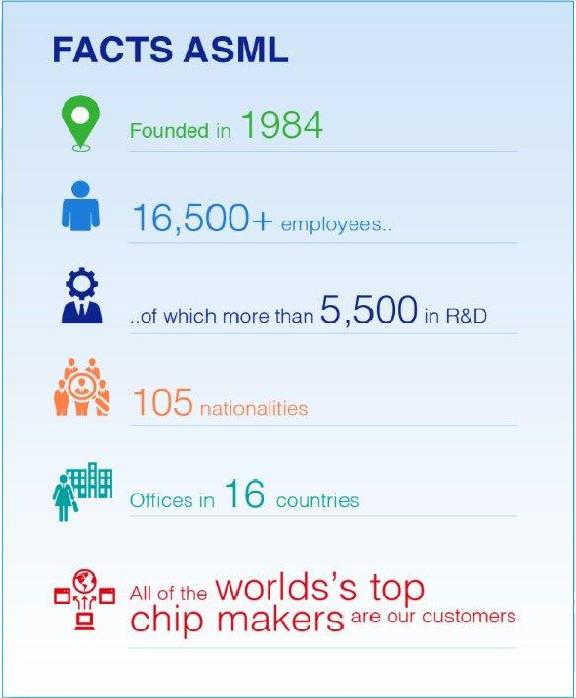 FACTS ASML
Founded in 1984
16,500+ employees..
..of which more than 5,500 in R&D
105 nationalities
Offices in 16 countries
All of the worlds's top
chip makers are our customers